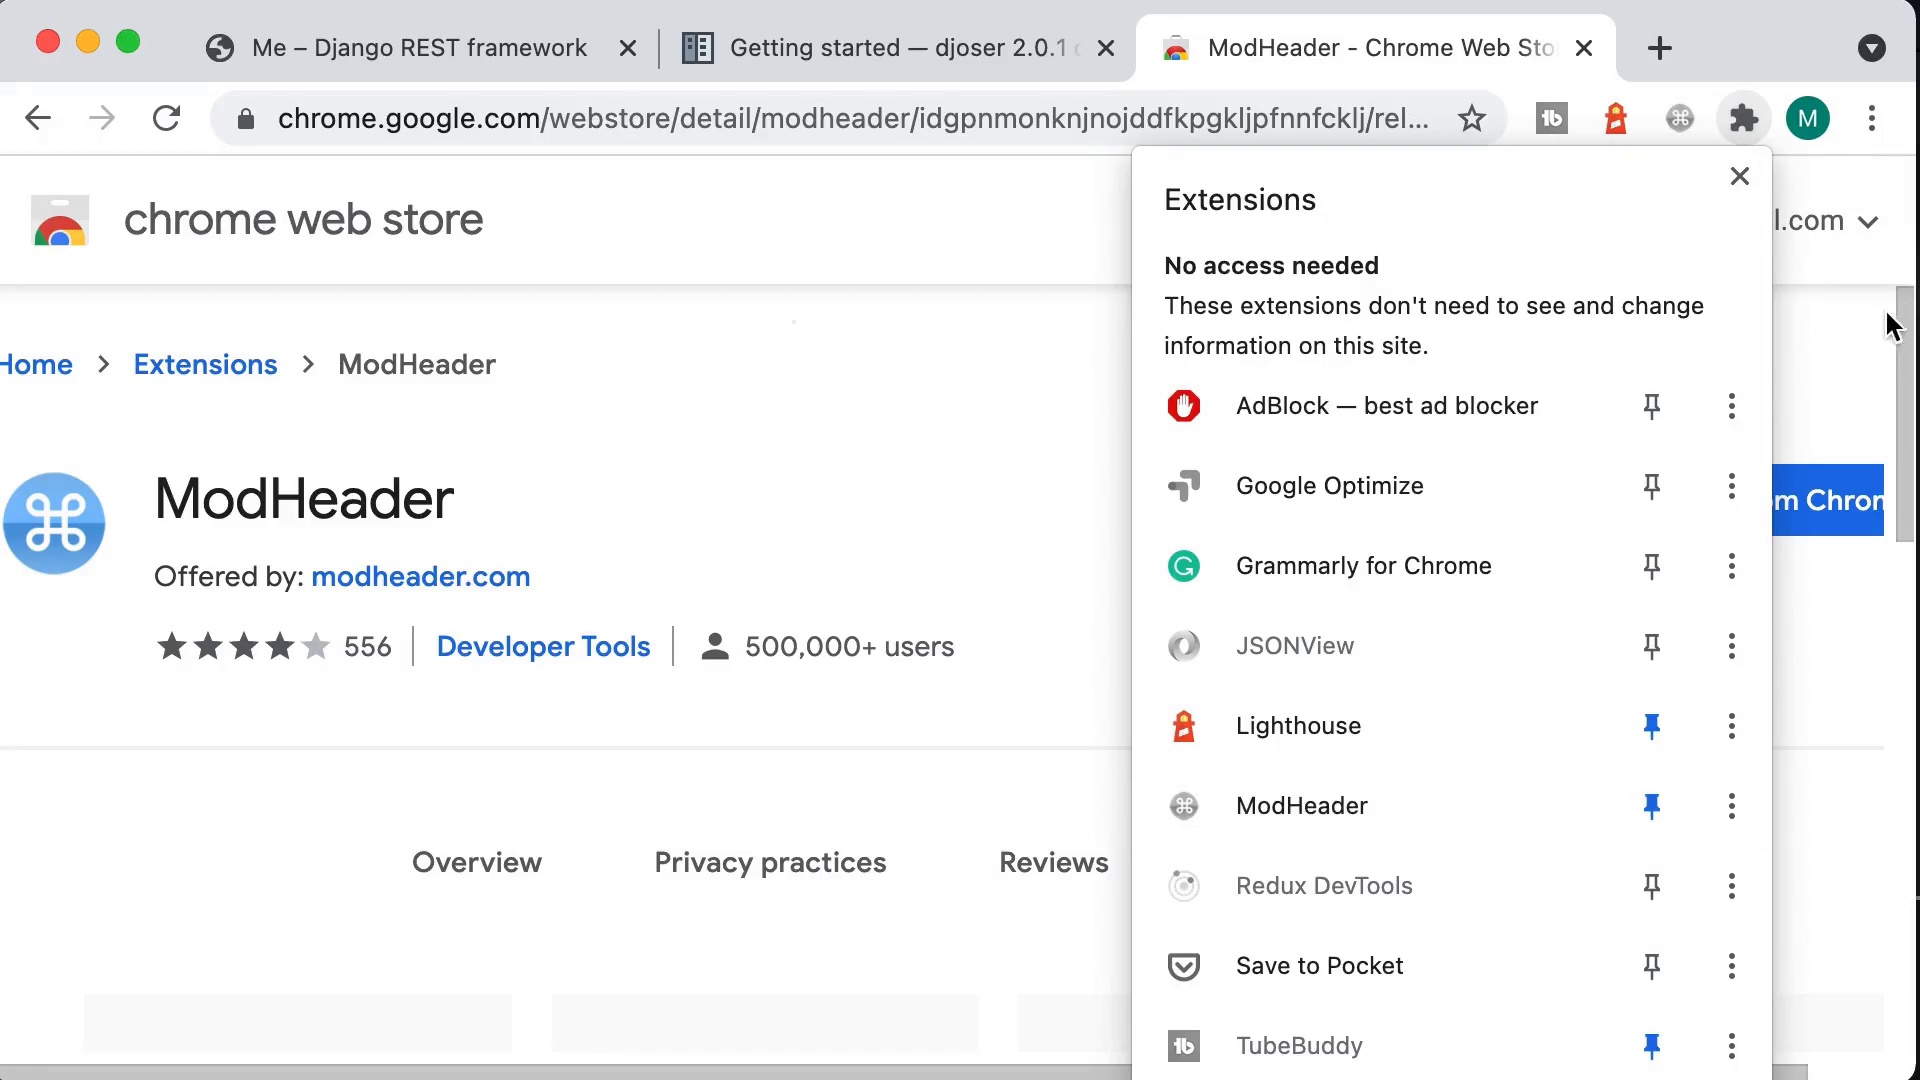 Me – Django REST framework
Getting started — djoser 2.0.1
ModHeader - Chrome Web Sto
chrome.google.com/webstore/detail/modheader/idgpnmonknjnojddfkpgkljpfnnfcklj/rel...
M
chrome web store
l.com
Extensions
No access needed
These extensions don't need to see and change
information on this site.
Home > Extensions > ModHeader
AdBlock — best ad blocker
Google Optimize
ModHeader
om Chrom
Offered by: modheader.com
Grammarly for Chrome
556
Developer Tools
500,000+ users
JSONView
Lighthouse
ModHeader
Overview
Privacy practices
Reviews
Redux DevTools
Save to Pocket
TubeBuddy